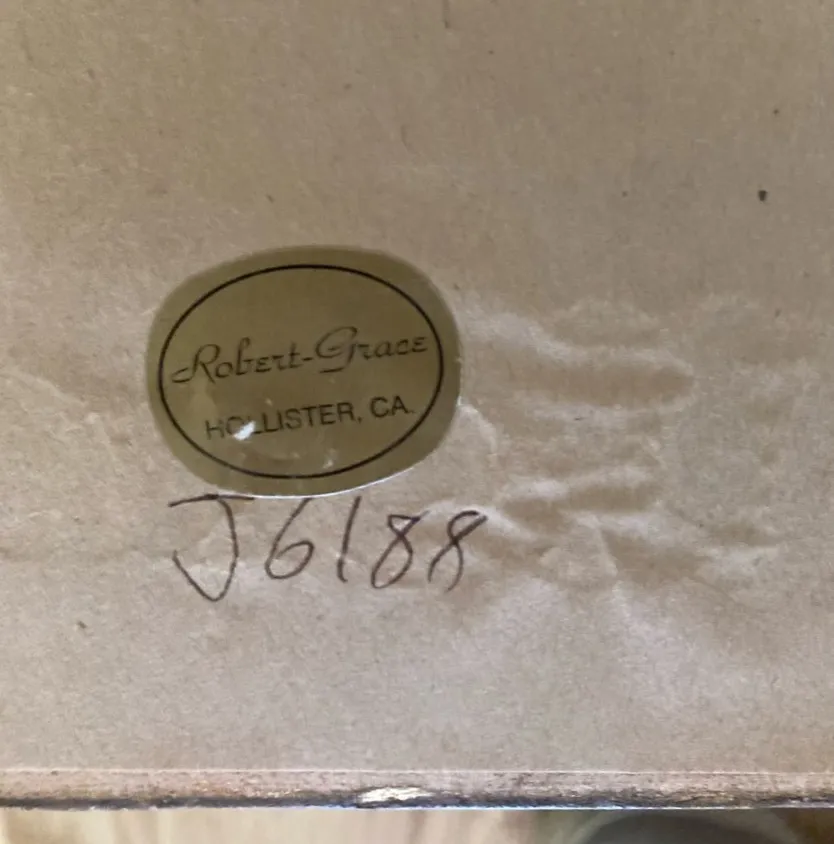 Robert-Grace
HOLLISTER, CA.
J6188